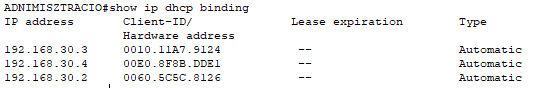 ADNIMISZTRACIO#show ip dhcp binding
IP address Client-ID/ Lease expiration Type
Hardware address
192.168.30.3 0010.11A7.9124 -- Automatic
192.168.30.4 00E0.8F8B.DDE1 -- Automatic
192.168.30.2 0060.5C5C.8126 -- Automatic